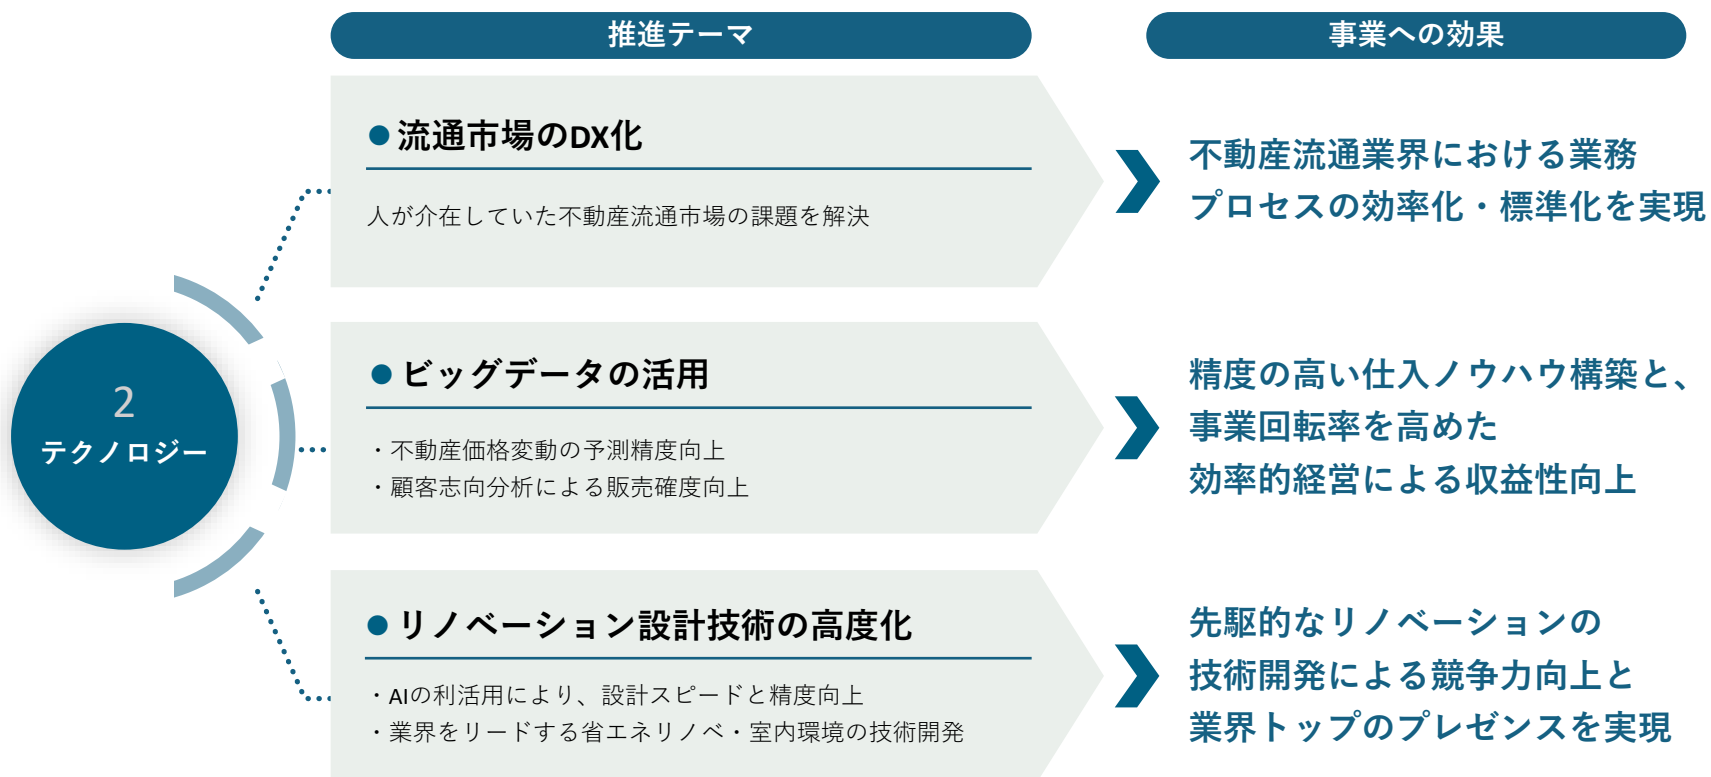 推進テーマ
事業への効果
2
テクノロジー
●流通市場のDX化
人が介在していた不動産流通市場の課題を解決
不動産流通業界における業務
プロセスの効率化・標準化を実現
●ビッグデータの活用
・不動産価格変動の予測精度向上
・顧客志向分析による販売確度向上
精度の高い仕入ノウハウ構築と、
事業回転率を高めた
効率的経営による収益性向上
●リノベーション設計技術の高度化
・AIの利活用により、設計スピードと精度向上
・業界をリードする省エネリノベ・室内環境の技術開発
先駆的なリノベーションの
技術開発による競争力向上と
業界トップのプレゼンスを実現